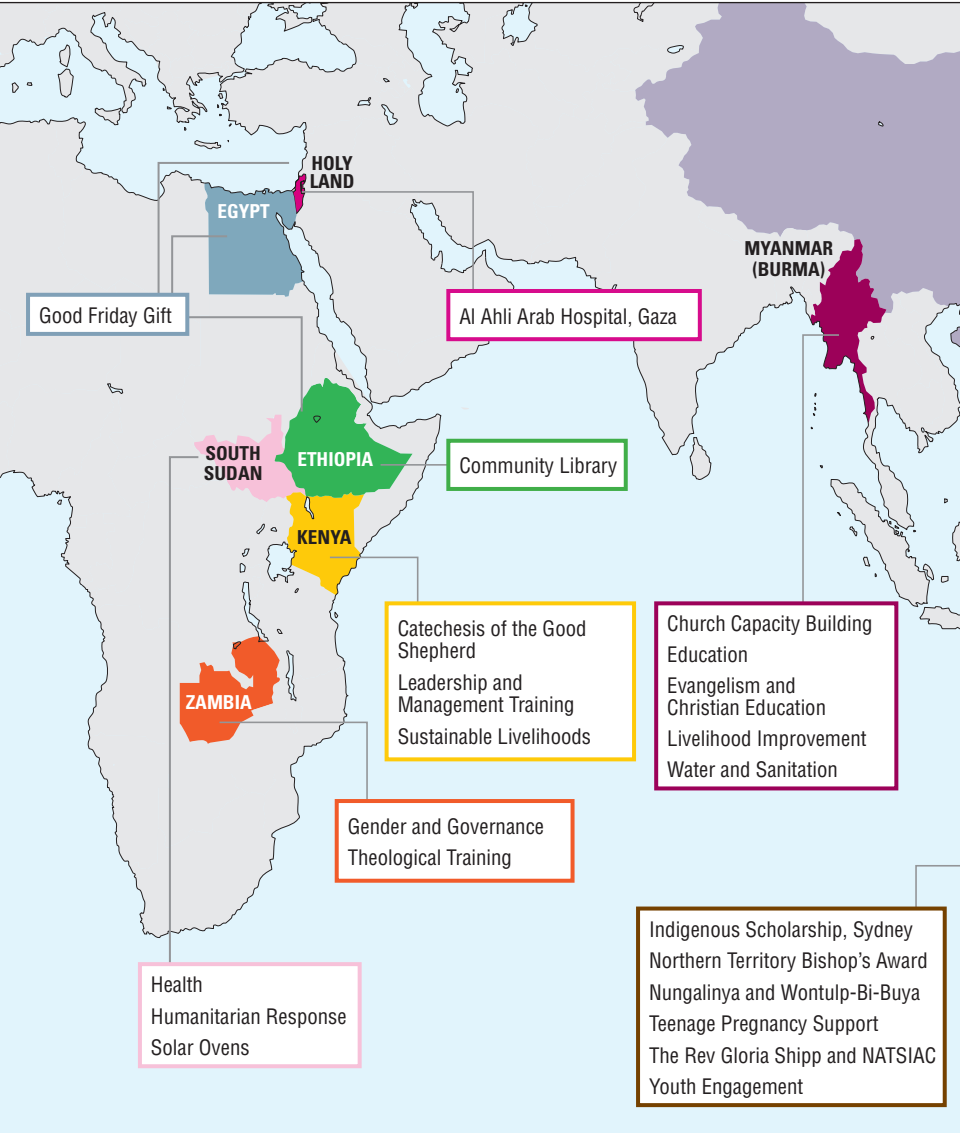 HOLY
LAND
EGYPT
MYANMAR
(BURMA)
Good Friday Gift
Al Ahli Arab Hospital, Gaza
SOUTH
SUDAN
ETHIOPIA
Community Library
KENYA
Catechesis of the Good
Shepherd
Leadership and
Management Training
Sustainable Livelihoods
Church Capacity Building
Education
Evangelism and
Christian Education
Livelihood Improvement
Water and Sanitation
ZAMBIA
Gender and Governance
Theological Training
Health
Humanitarian Response
Solar Ovens
Indigenous Scholarship, Sydney
Northern Territory Bishop’s Award
Nungalinya and Wontulp-Bi-Buya
Teenage Pregnancy Support
The Rev Gloria Shipp and NATSIAC
Youth Engagement